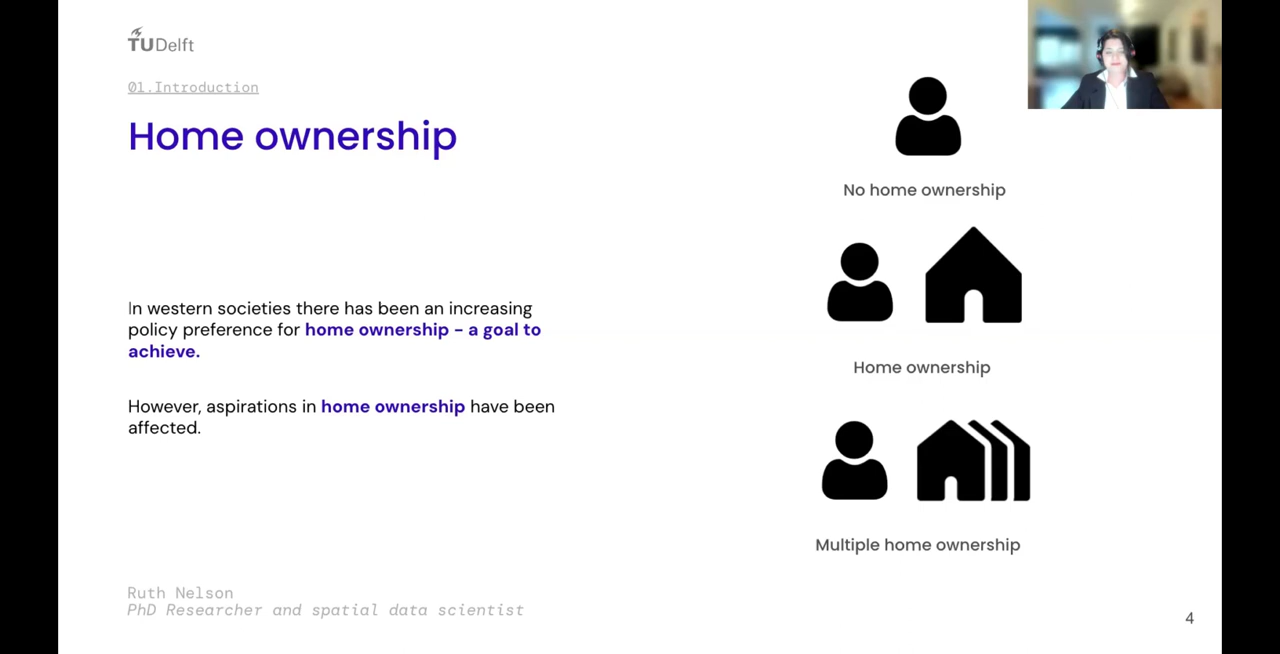 TUDelft
01.Introduction
Home ownership
In western societies there has been an increasing
policy preference for home ownership - a goal to
achieve.
However, aspirations in home ownership have been
affected.
No home ownership
Home ownership
Multiple home ownership
Ruth Nelson
PhD Researcher and spatial data scientist
4